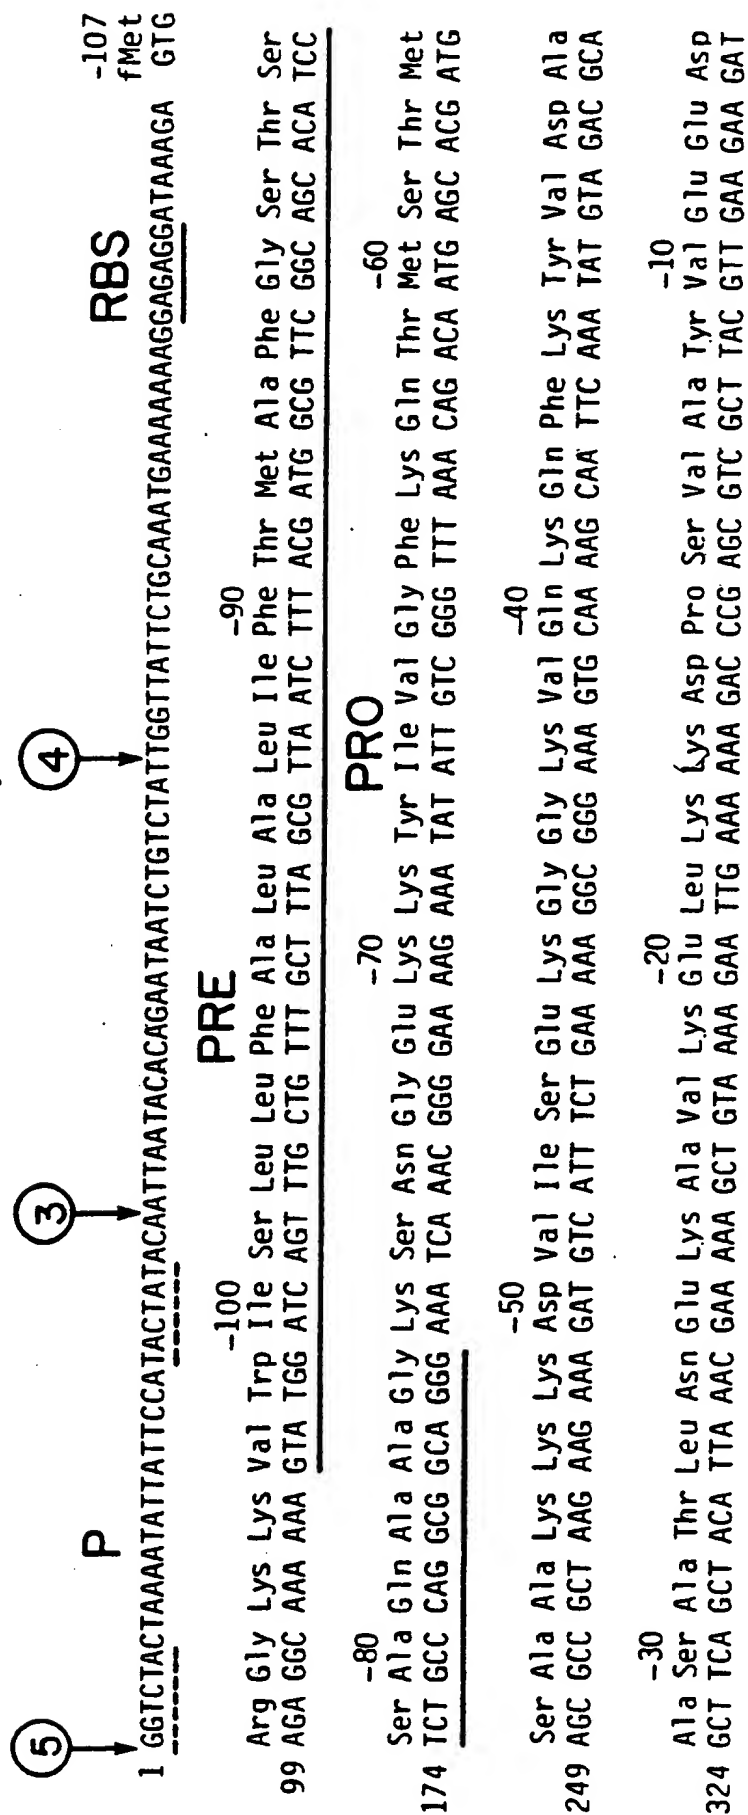 ⑤ ③ ④
P RBS -107
fMet
1 GGTCTACTAAAATATTATTCCATACTATACAATTAATACACAGAATAATCTGTCTATTGGTTATTCTGCAAATGAAAAAAAGGAGAGGATAAAGA GTG
PRE
-100 -90
Arg Gly Lys Lys Val Trp Ile Ser Leu Leu Phe Ala Leu Ala Leu Ile Phe Thr Met Ala Phe Gly Ser Thr Ser
99 AGA GGC AAA AAA GTA TGG ATC AGT TTG CTG TTT GCT TTA GCG TTA ATC TTT ACG ATG GCG TTC GGC AGC ACA TCC
PRO
-80 -70 -60
Ser Ala Gln Ala Ala Gly Lys Ser Asn Gly Glu Lys Lys Tyr Ile Val Gly Phe Lys Gln Thr Met Ser Thr Met
174 TCT GCC CAG GCG GCA GGG AAA TCA AAC GGG GAA AAG AAA TAT ATT GTC GGG TTT AAA CAG ACA ATG AGC ACG ATG
-50 -40
Ser Ala Ala Lys Lys Lys Asp Val Ile Ser Glu Lys Gly Gly Lys Val Gln Lys Gln Phe Lys Tyr Val Asp Ala
249 AGC GCC GCT AAG AAG AAA GAT GTC ATT TCT GAA AAA GGC GGG AAA GTG CAA AAG CAA TTC AAA TAT GTA GAC GCA
-30 -20 -10
Ala Ser Ala Thr Leu Asn Glu Lys Ala Val Lys Glu Leu Lys Lys Asp Pro Ser Val Ala Tyr Val Glu Glu Asp
324 GCT TCA GCT ACA TTA AAC GAA AAA GCT GTA AAA GAA TTG AAA AAA GAC CCG AGC GTC GCT TAC GTT GAA GAA GAT